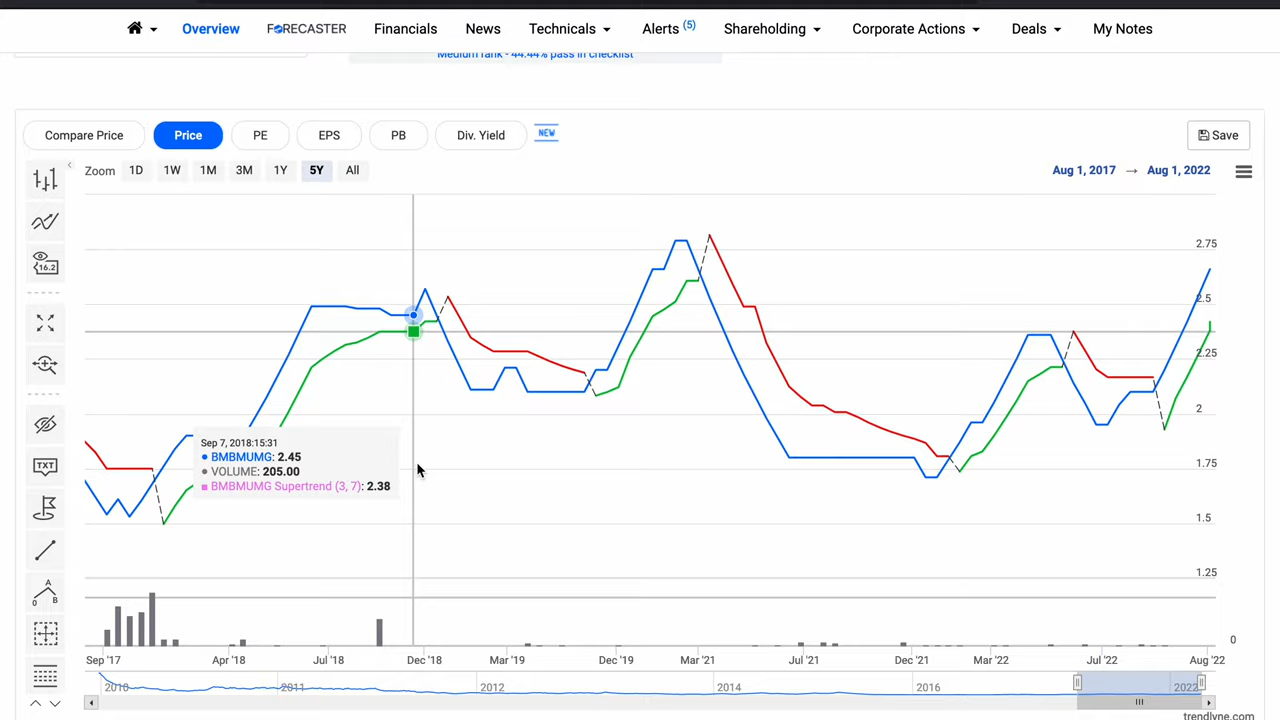 Overview FORECASTER Financials News Technicals Alerts (5) Shareholding Corporate Actions Deals My Notes
Medium rank - 44.44% pass in checklist
Compare Price Price PE EPS PB Div. Yield NEW Save
Zoom 1D 1W 1M 3M 1Y 5Y All Aug 1, 2017 → Aug 1, 2022
16.2
TXT
A
0 B
2.75
2.5
2.25
2
1.75
1.5
1.25
0
Sep 7, 2018:15:31
BMBMUMG: 2.45
VOLUME: 205.00
BMBMUMG Supertrend (3, 7): 2.38
Sep '17 Apr '18 Jul '18 Dec '18 Mar '19 Dec '19 Mar '21 Jul '21 Dec '21 Mar '22 Jul '22 Aug '22
2010 2011 2012 2014 2016 2022
trendlyne.com